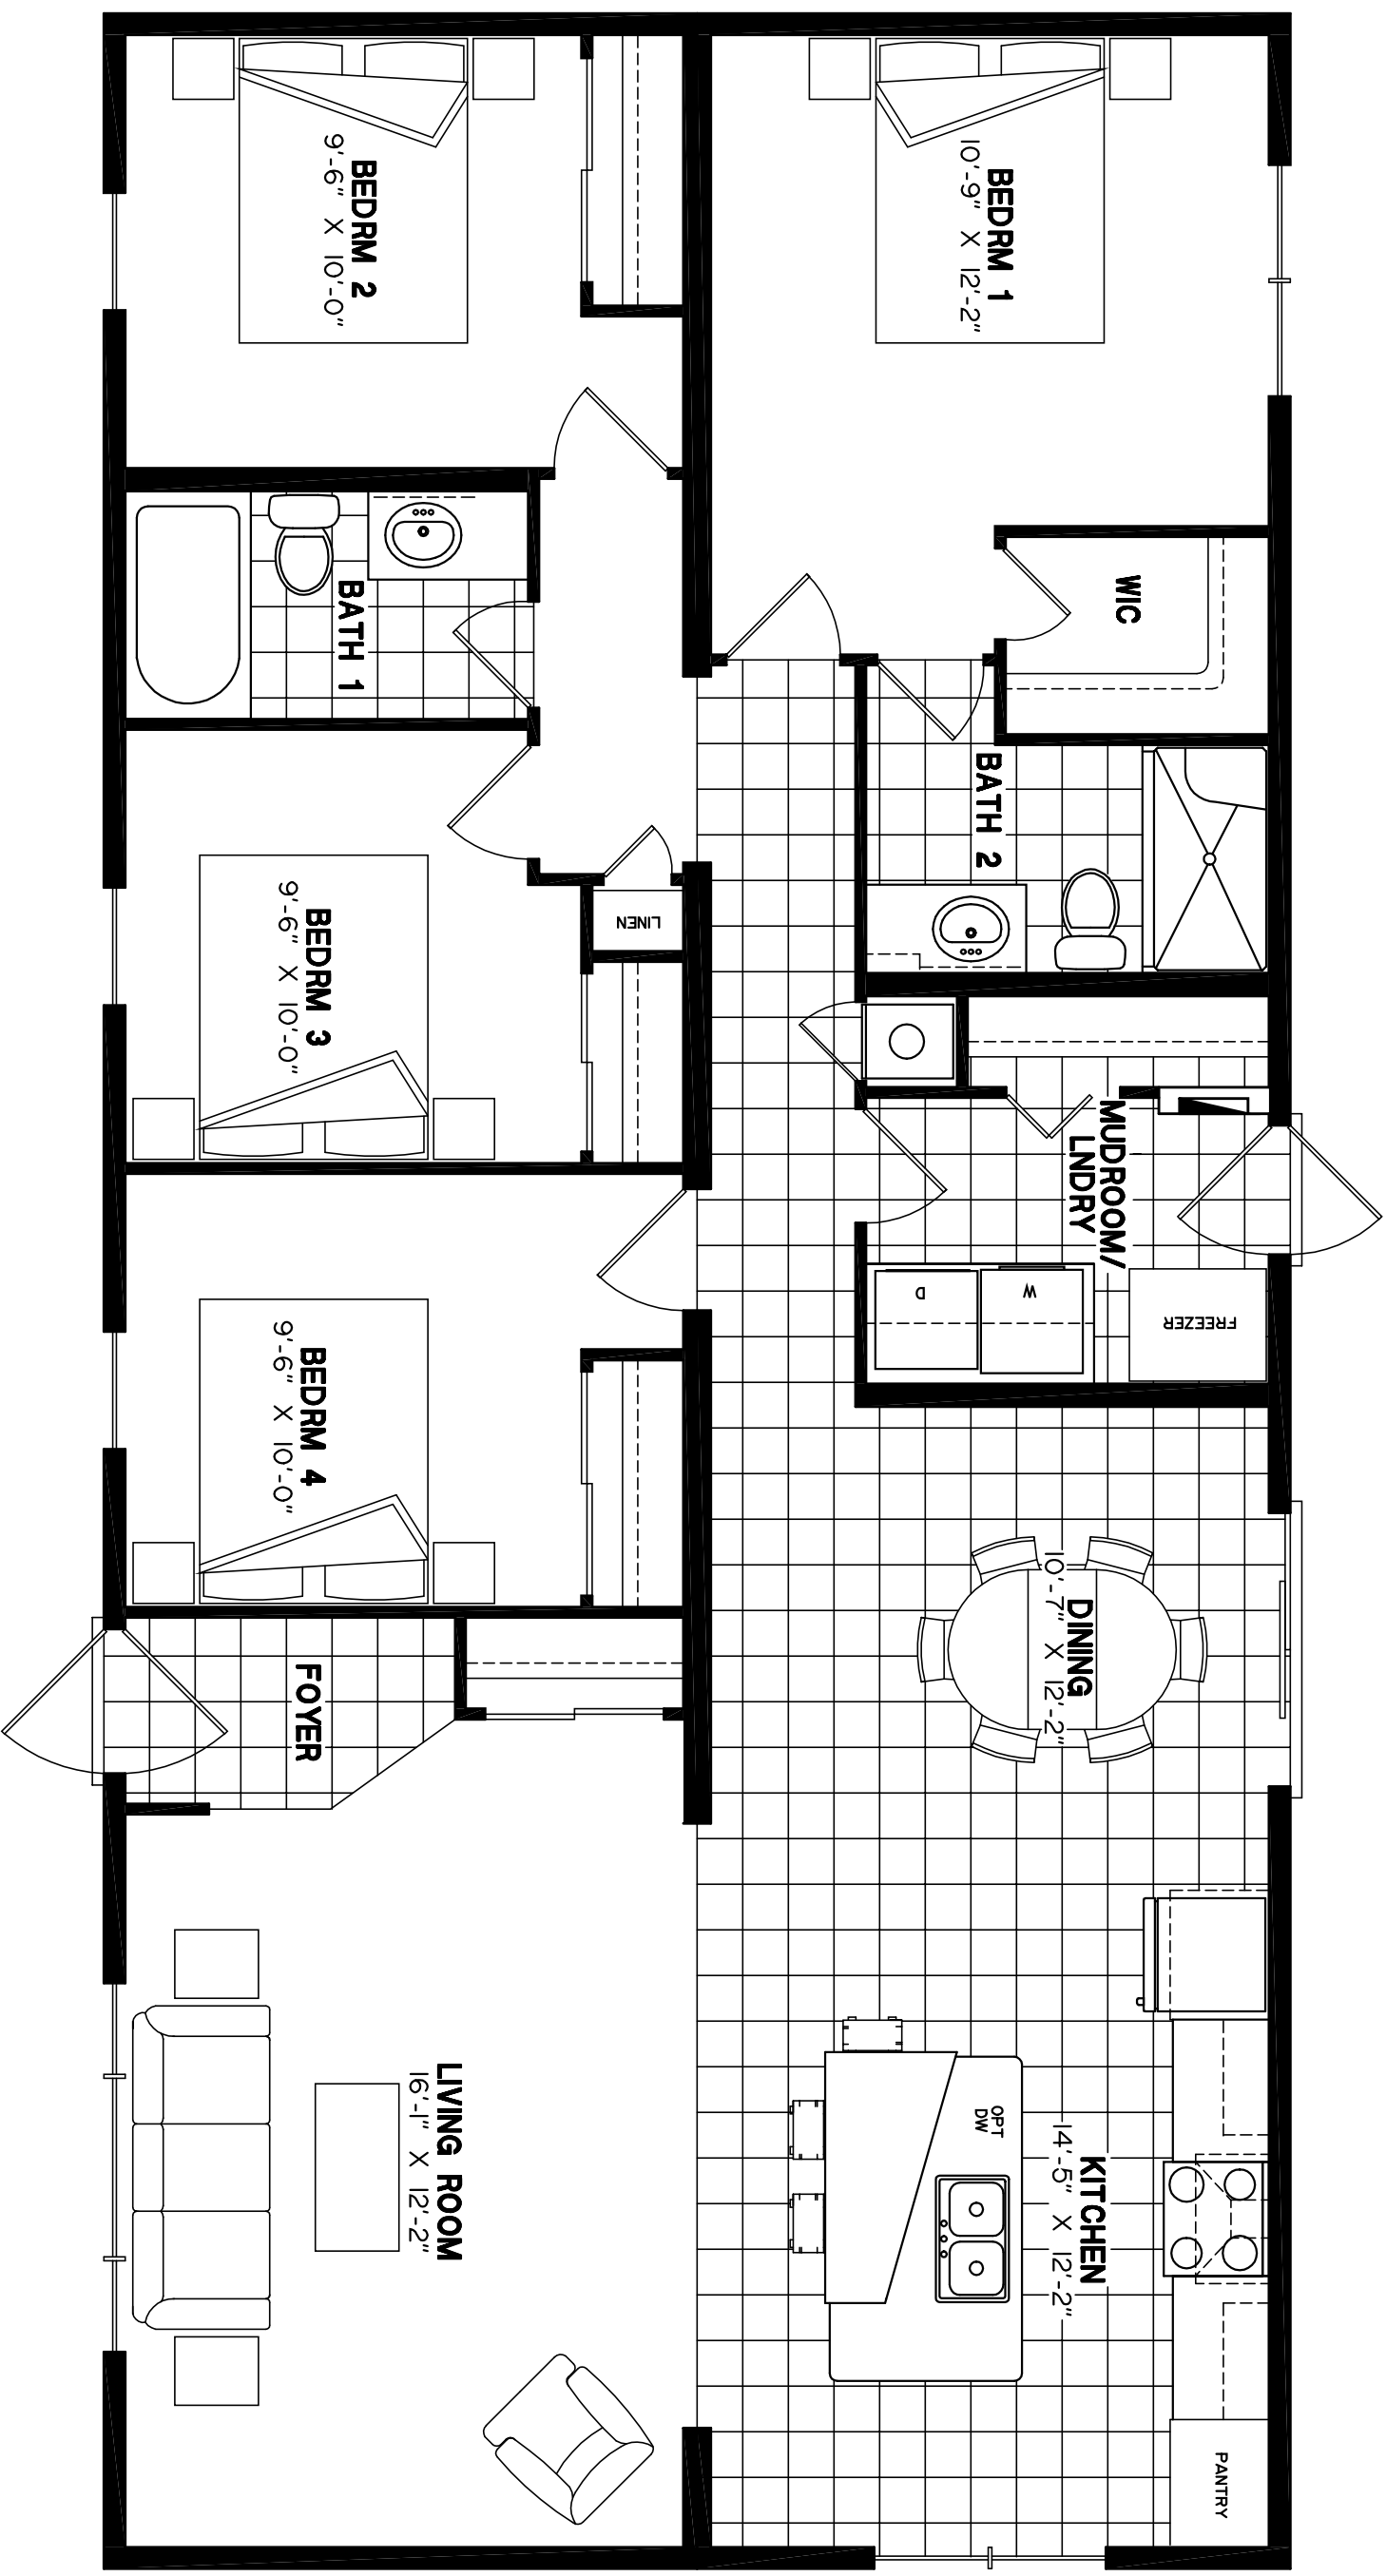 BEDRM 1
10'-9" X 12'-2"
WIC
BATH 2
MUDROOM/
LNDRY
W
D
FREEZER
DINING
10'-7" X 12'-2"
KITCHEN
14'-5" X 12'-2"
OPT
DW
PANTRY
BEDRM 2
9'-6" X 10'-0"
BATH 1
LINEN
BEDRM 3
9'-6" X 10'-0"
BEDRM 4
9'-6" X 10'-0"
FOYER
LIVING ROOM
16'-1" X 12'-2"